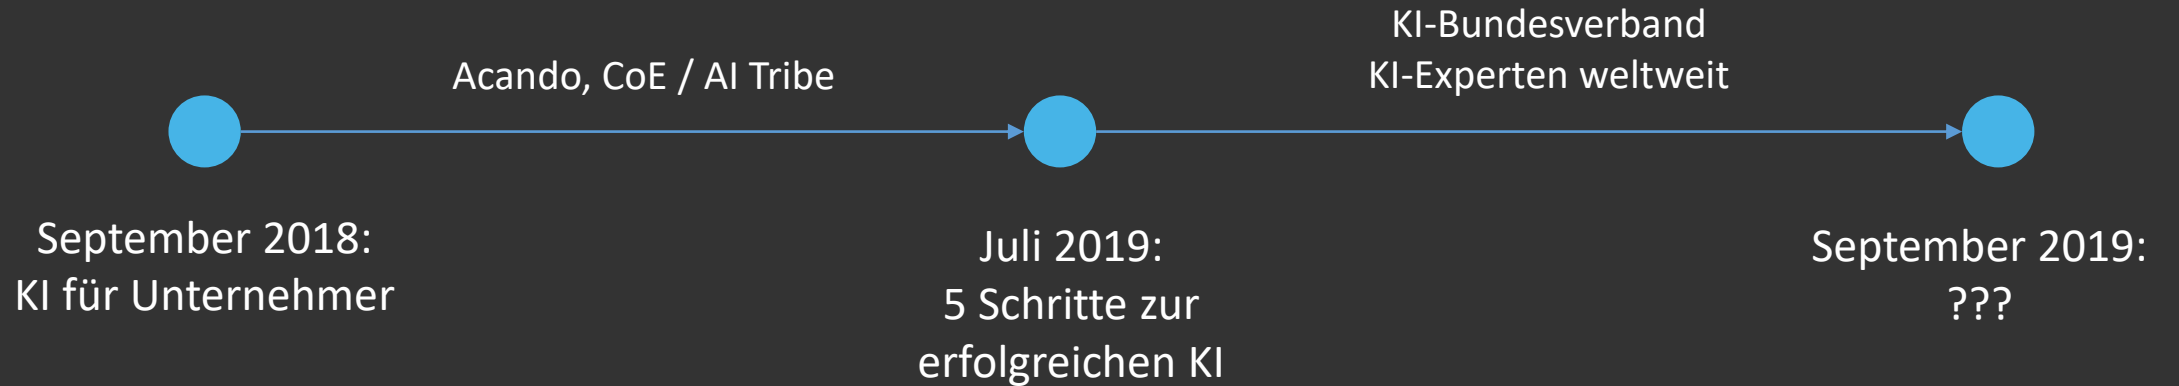 Acando, CoE / AI Tribe
KI-Bundesverband
KI-Experten weltweit
September 2018:
KI für Unternehmer
Juli 2019:
5 Schritte zur
erfolgreichen KI
September 2019:
???